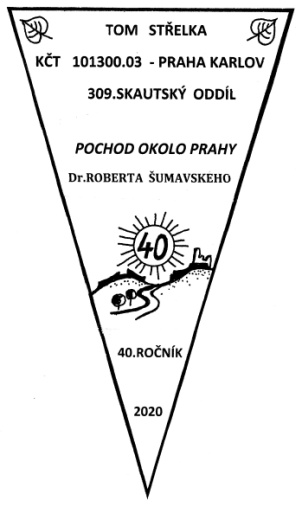 TOM STŘELKA
KČT 101300.03 - PRAHA KARLOV
309.SKAUTSKÝ ODDÍL
POCHOD OKOLO PRAHY
Dr.ROBERTA ŠUMAVSKEHO
40
40.ROČNÍK
2020